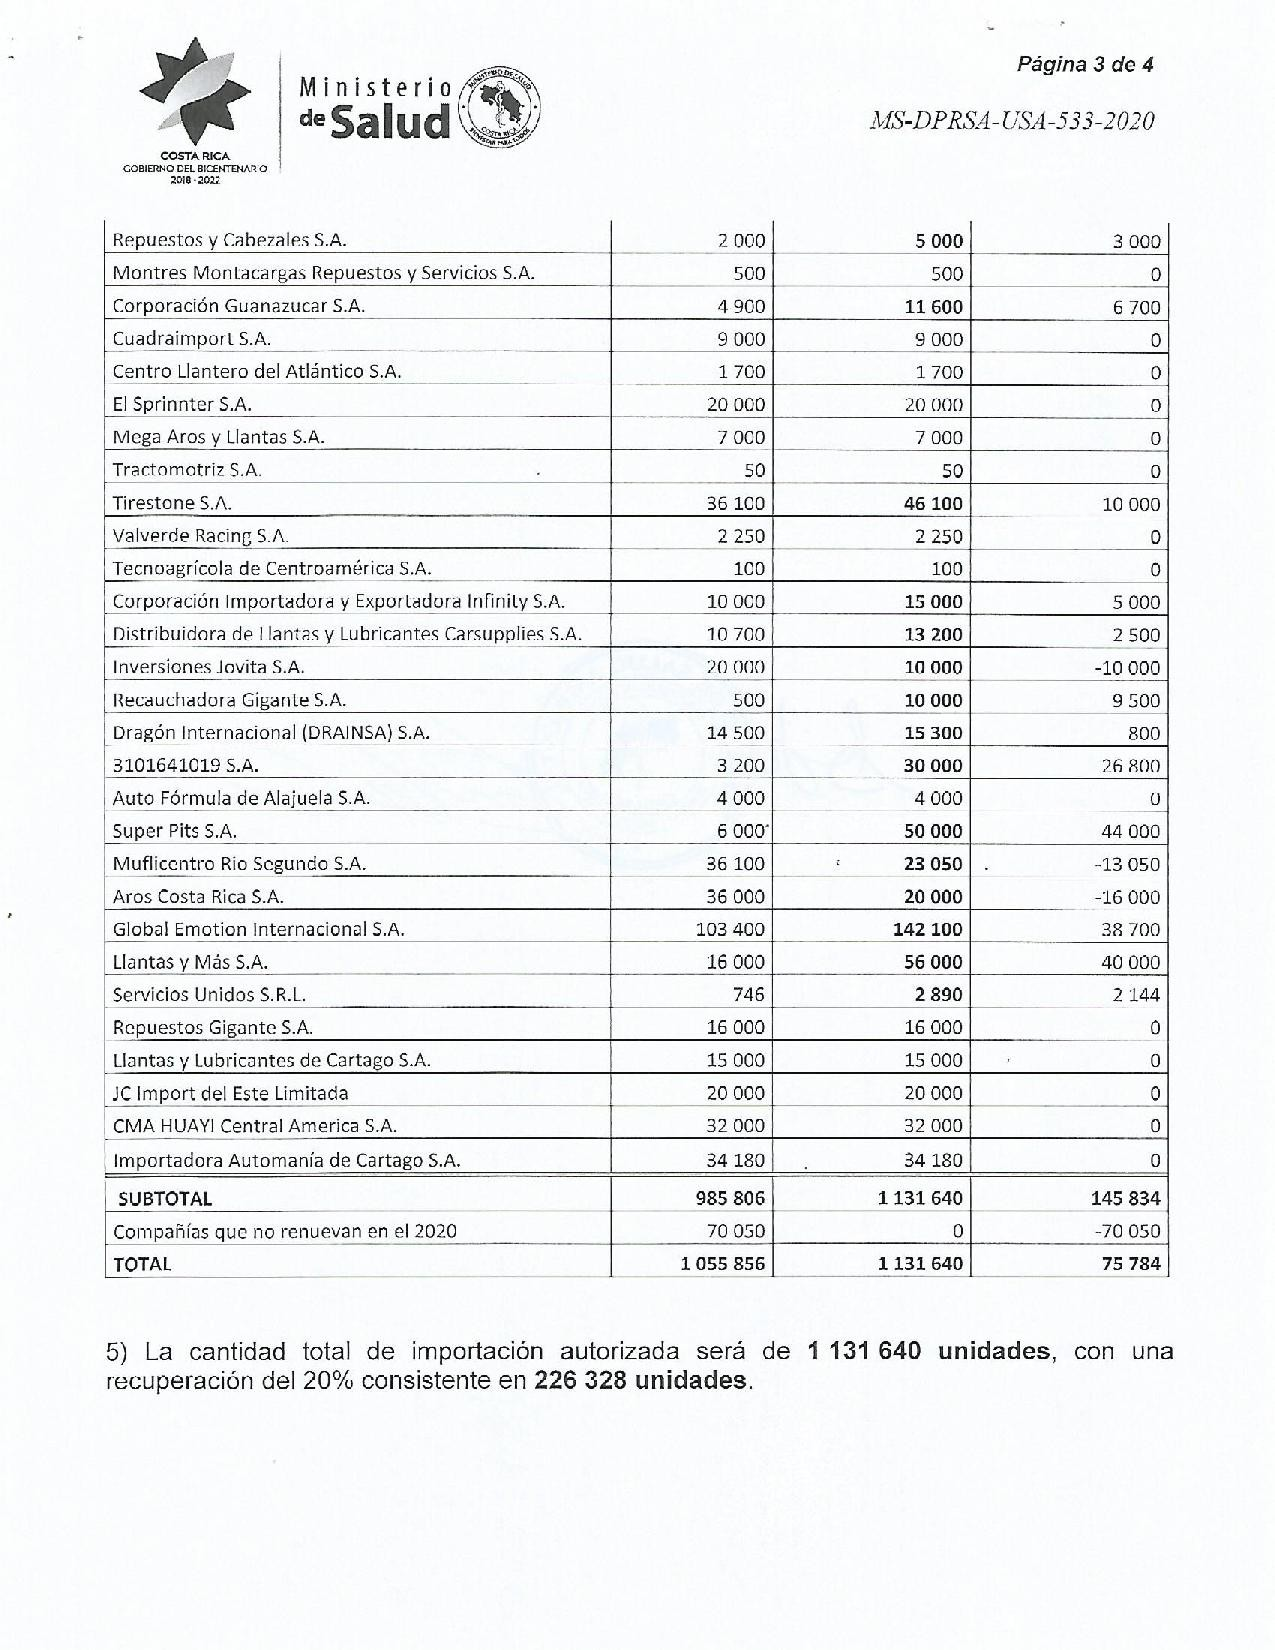 Página 3 de 4
Ministerio
de Salud
MS-DPRSA-USA-533-2020
COSTA RICA
GOBIERNO DEL BICENTENARIO
2018 - 2022
Repuestos y Cabezales S.A. 2 000 5 000 3 000
Montres Montacargas Repuestos y Servicios S.A. 500 500 0
Corporación Guanazucar S.A. 4 900 11 600 6 700
Cuadraimport S.A. 9 000 9 000 0
Centro Llantero del Atlántico S.A. 1 700 1 700 0
El Sprinnter S.A. 20 000 20 000 0
Mega Aros y Llantas S.A. 7 000 7 000 0
Tractomotriz S.A. 50 50 0
Tirestone S.A. 36 100 46 100 10 000
Valverde Racing S.A. 2 250 2 250 0
Tecnoagrícola de Centroamérica S.A. 100 100 0
Corporación Importadora y Exportadora Infinity S.A. 10 000 15 000 5 000
Distribuidora de Llantas y Lubricantes Carsupplies S.A. 10 700 13 200 2 500
Inversiones Jovita S.A. 20 000 10 000 -10 000
Recauchadora Gigante S.A. 500 10 000 9 500
Dragón Internacional (DRAINSA) S.A. 14 500 15 300 800
3101641019 S.A. 3 200 30 000 26 800
Auto Fórmula de Alajuela S.A. 4 000 4 000 0
Super Pits S.A. 6 000 50 000 44 000
Muflicentro Rio Segundo S.A. 36 100 23 050 -13 050
Aros Costa Rica S.A. 36 000 20 000 -16 000
Global Emotion Internacional S.A. 103 400 142 100 38 700
Llantas y Más S.A. 16 000 56 000 40 000
Servicios Unidos S.R.L. 746 2 890 2 144
Repuestos Gigante S.A. 16 000 16 000 0
Llantas y Lubricantes de Cartago S.A. 15 000 15 000 0
JC Import del Este Limitada 20 000 20 000 0
CMA HUAYI Central America S.A. 32 000 32 000 0
Importadora Automanía de Cartago S.A. 34 180 34 180 0
SUBTOTAL 985 806 1 131 640 145 834
Compañías que no renuevan en el 2020 70 050 0 -70 050
TOTAL 1 055 856 1 131 640 75 784
5) La cantidad total de importación autorizada será de 1 131 640 unidades, con una
recuperación del 20% consistente en 226 328 unidades.